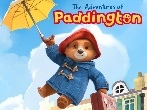 The Adventures of
Paddington